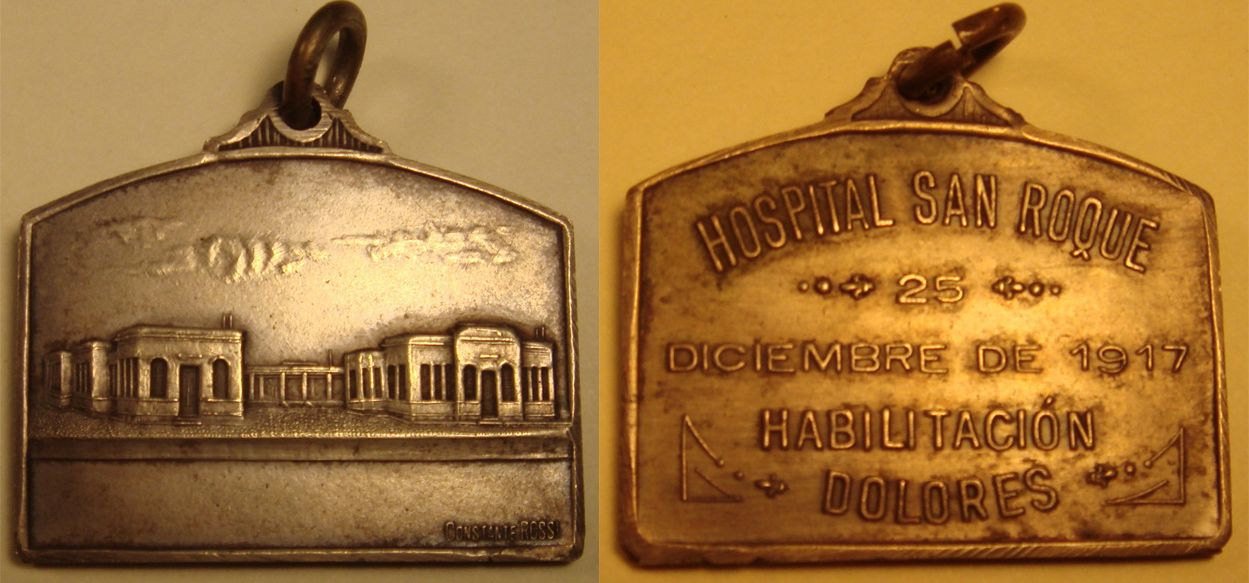 CONSTANTE ROSSI
HOSPITAL SAN ROQUE
25
DICIEMBRE DE 1917
HABILITACIÓN
DOLORES